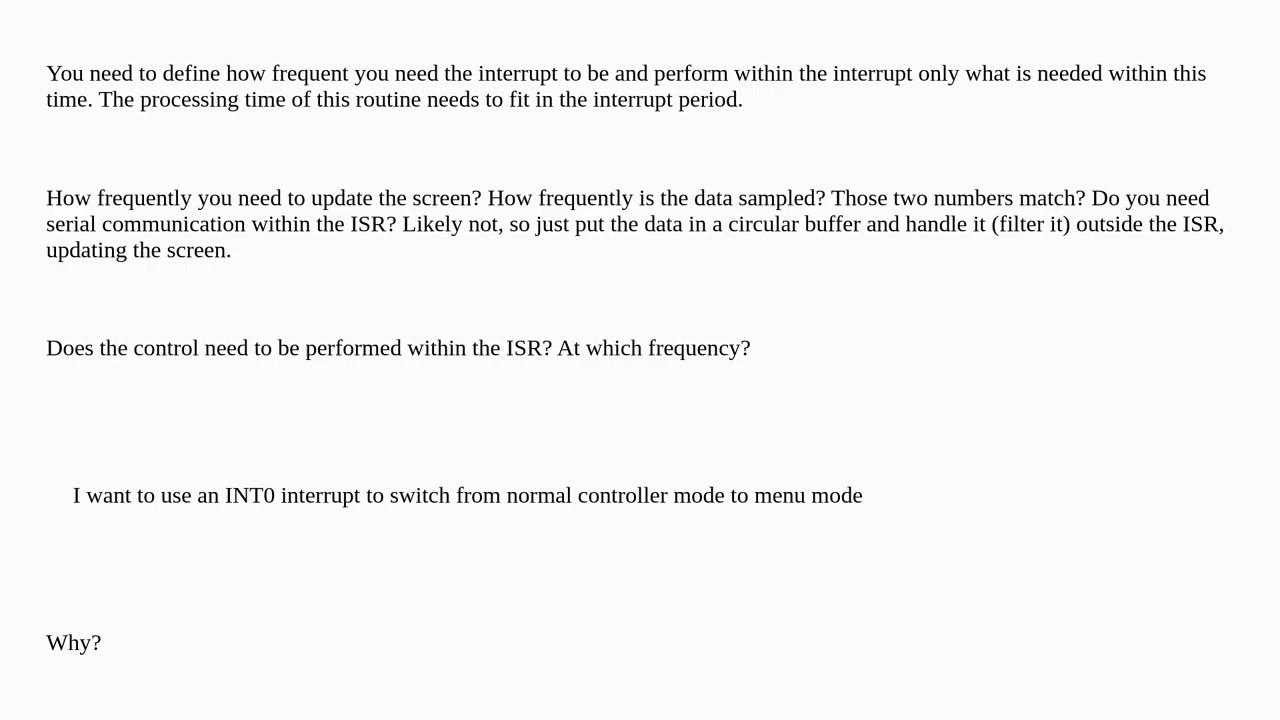 You need to define how frequent you need the interrupt to be and perform within the interrupt only what is needed within this
time. The processing time of this routine needs to fit in the interrupt period.
How frequently you need to update the screen? How frequently is the data sampled? Those two numbers match? Do you need
serial communication within the ISR? Likely not, so just put the data in a circular buffer and handle it (filter it) outside the ISR,
updating the screen.
Does the control need to be performed within the ISR? At which frequency?
I want to use an INT0 interrupt to switch from normal controller mode to menu mode
Why?